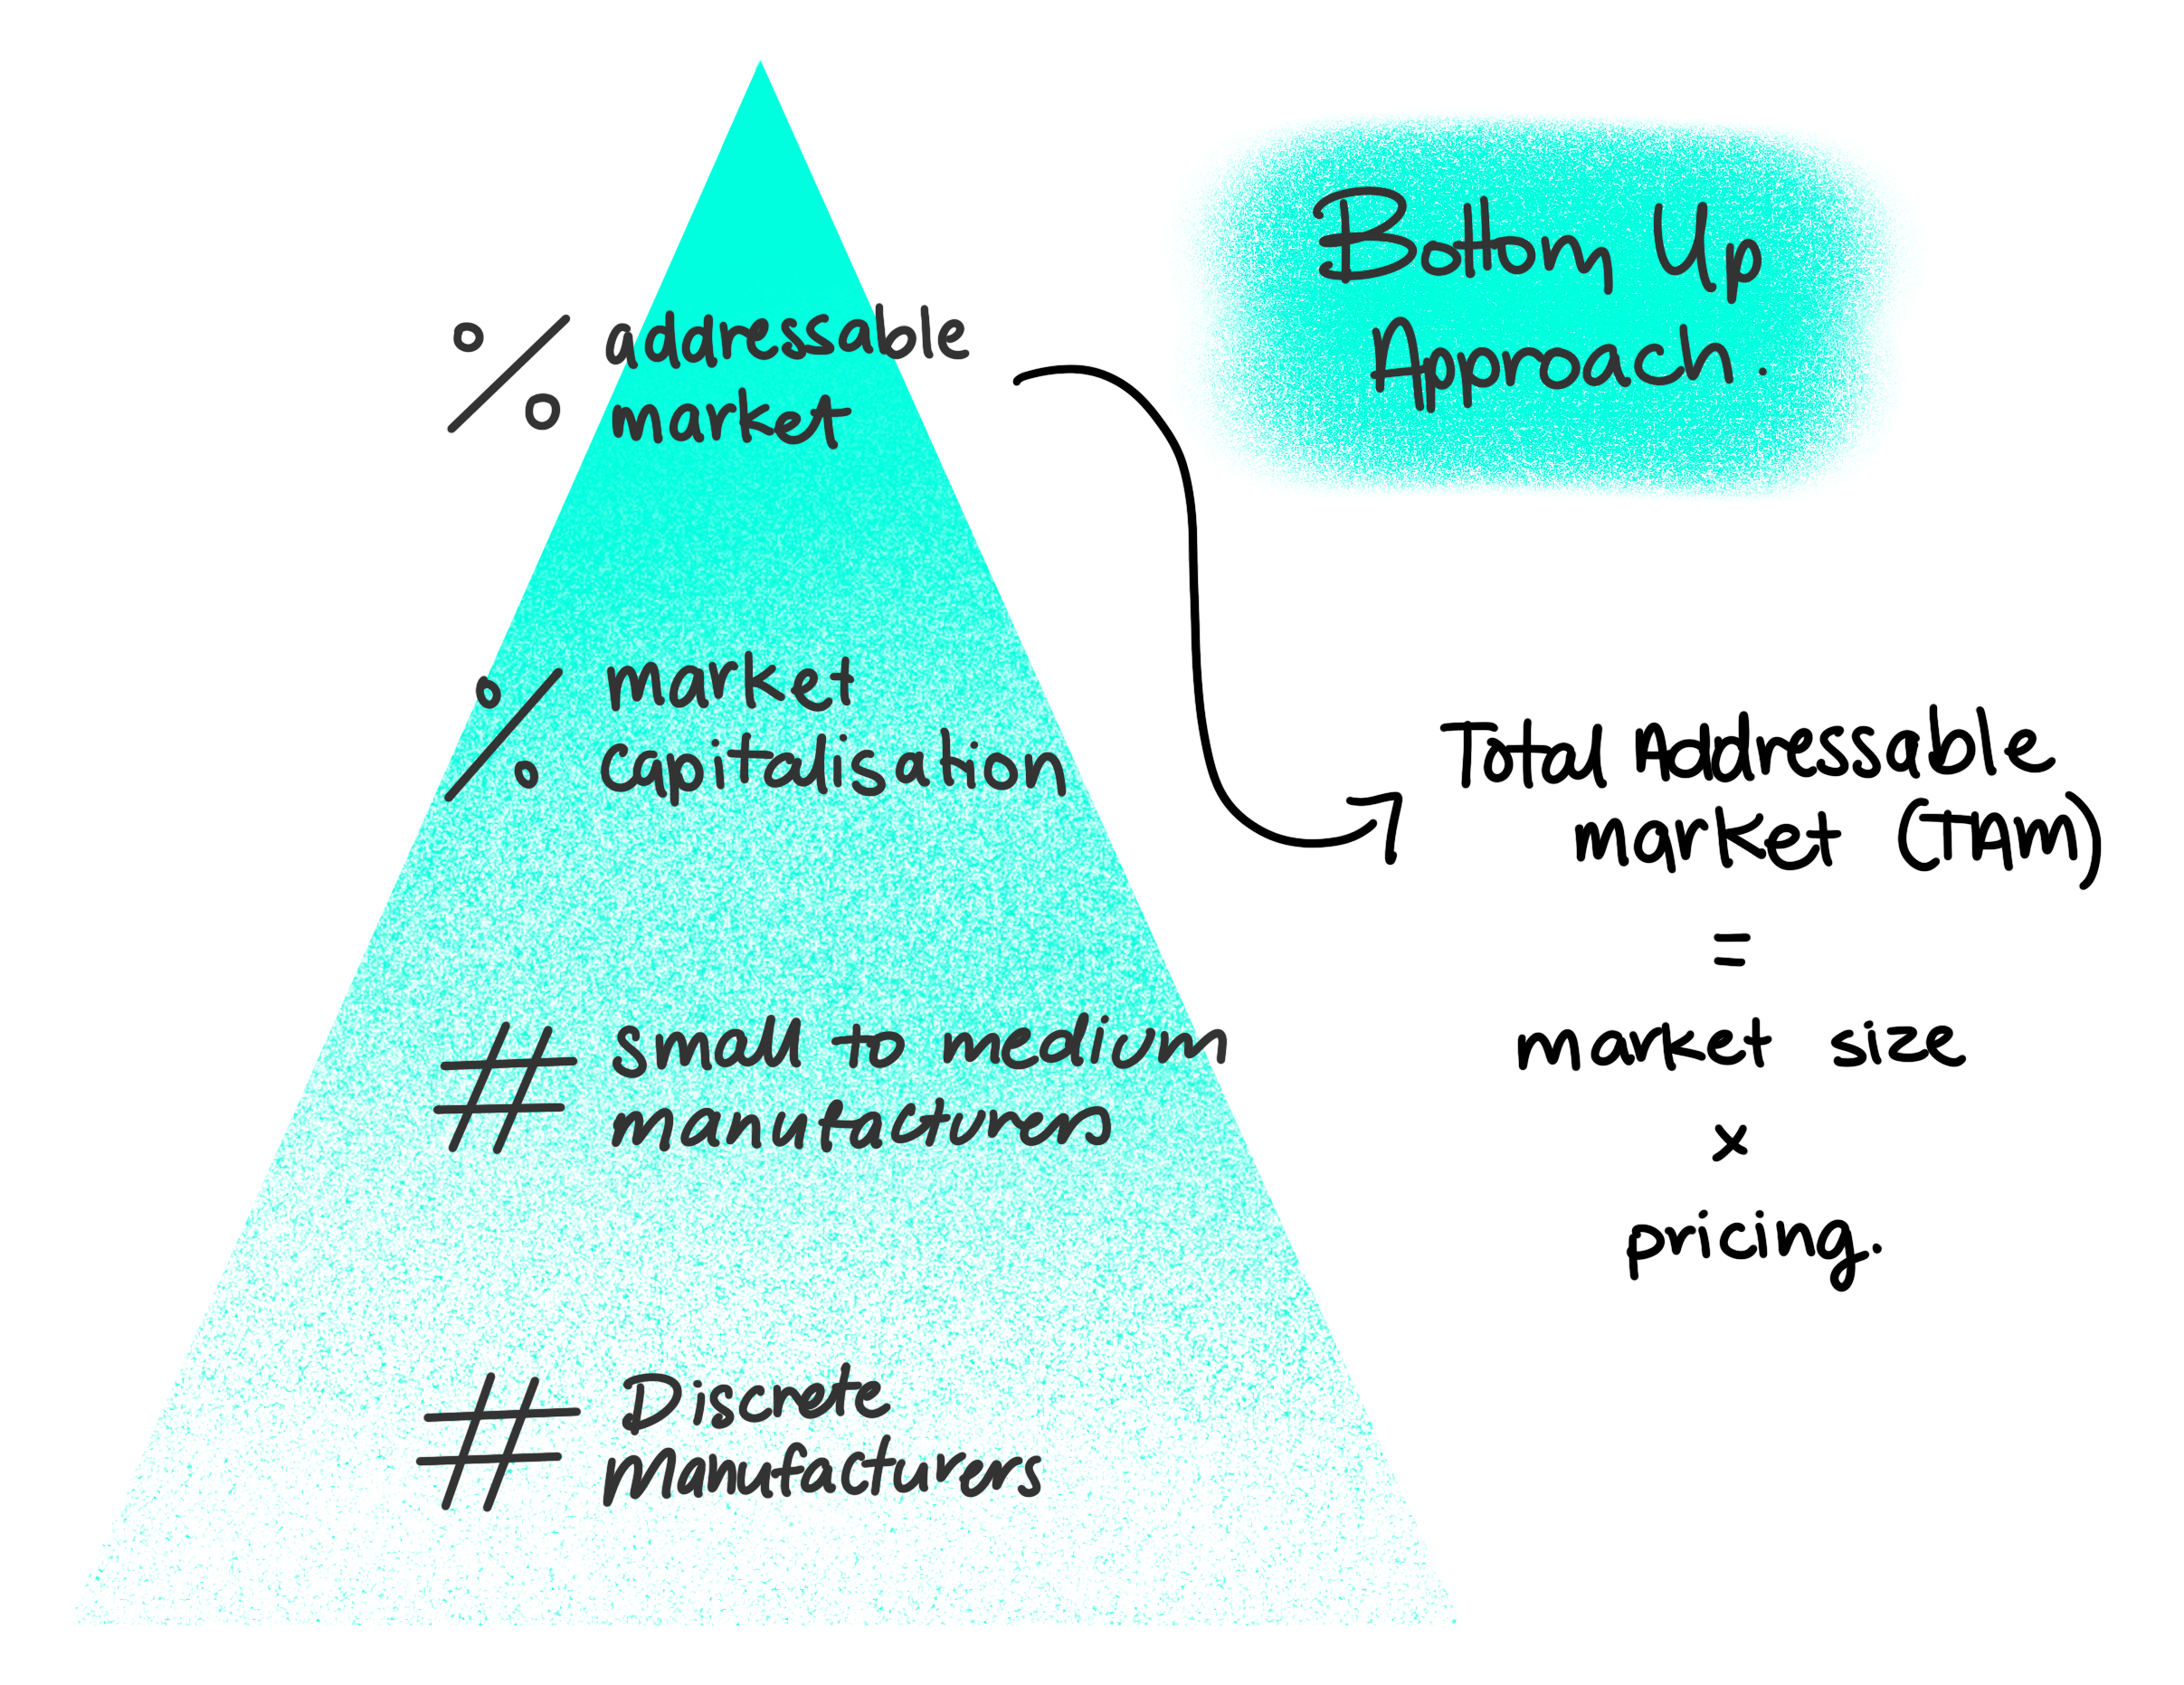 Bottom Up
Approach.
% addressable
market
% market
capitalisation
# small to medium
manufacturers
# Discrete
Manufacturers
Total Addressable
market (TAM)
=
market size
x
pricing.